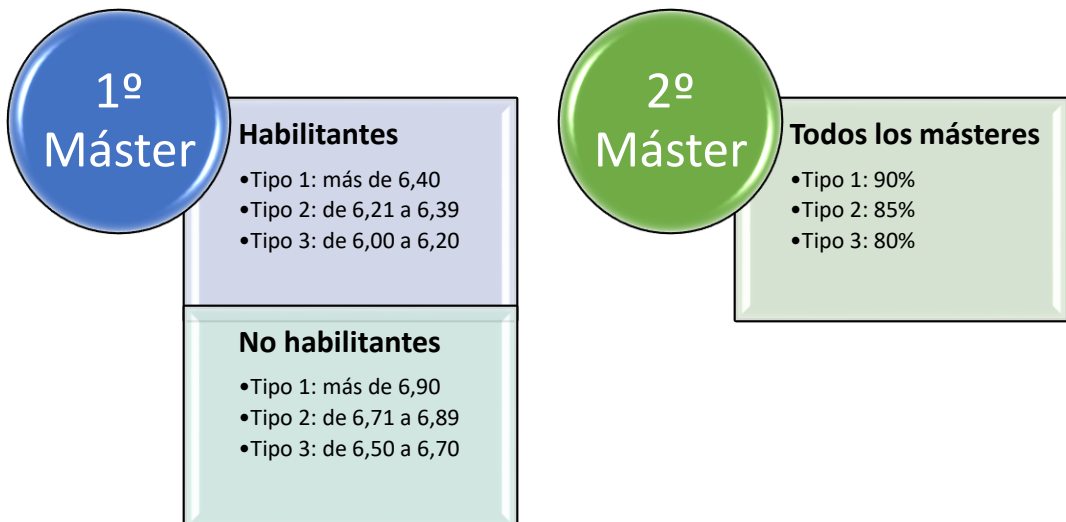 1º
Máster
Habilitantes
•Tipo 1: más de 6,40
•Tipo 2: de 6,21 a 6,39
•Tipo 3: de 6,00 a 6,20
No habilitantes
•Tipo 1: más de 6,90
•Tipo 2: de 6,71 a 6,89
•Tipo 3: de 6,50 a 6,70
2º
Máster
Todos los másteres
•Tipo 1: 90%
•Tipo 2: 85%
•Tipo 3: 80%